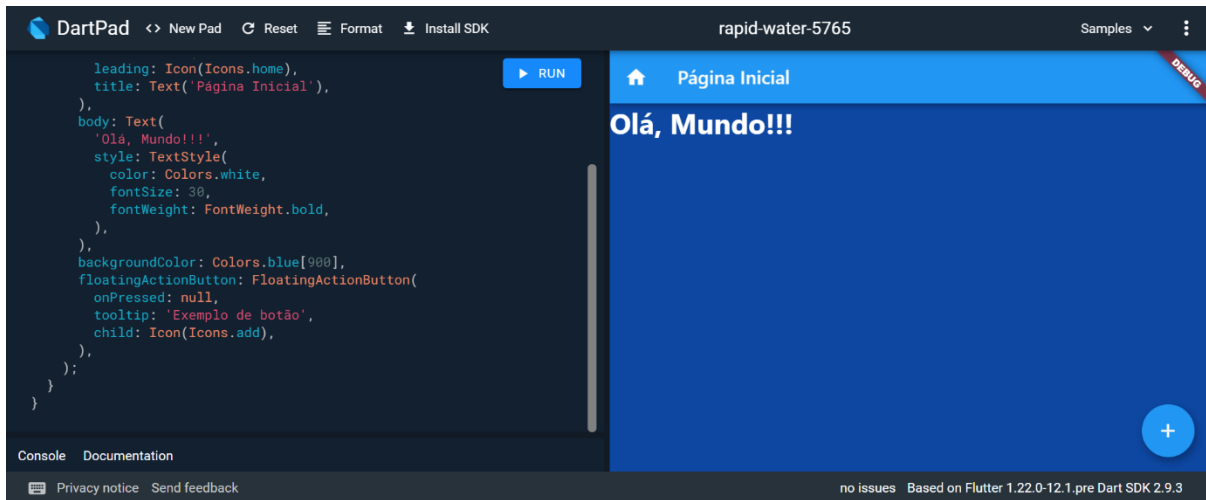 DartPad <> New Pad Reset Format Install SDK rapid-water-5765 Samples
leading: Icon(Icons.home),
title: Text('Página Inicial'),
),
body: Text(
'Olá, Mundo!!!',
style: TextStyle(
color: Colors.white,
fontSize: 30,
fontWeight: FontWeight.bold,
),
),
backgroundColor: Colors.blue[900],
floatingActionButton: FloatingActionButton(
onPressed: null,
tooltip: 'Exemplo de botão',
child: Icon(Icons.add),
),
);
}
}
RUN
Página Inicial
DEBUG
Olá, Mundo!!!
+
Console Documentation
Privacy notice Send feedback
no issues Based on Flutter 1.22.0-12.1.pre Dart SDK 2.9.3